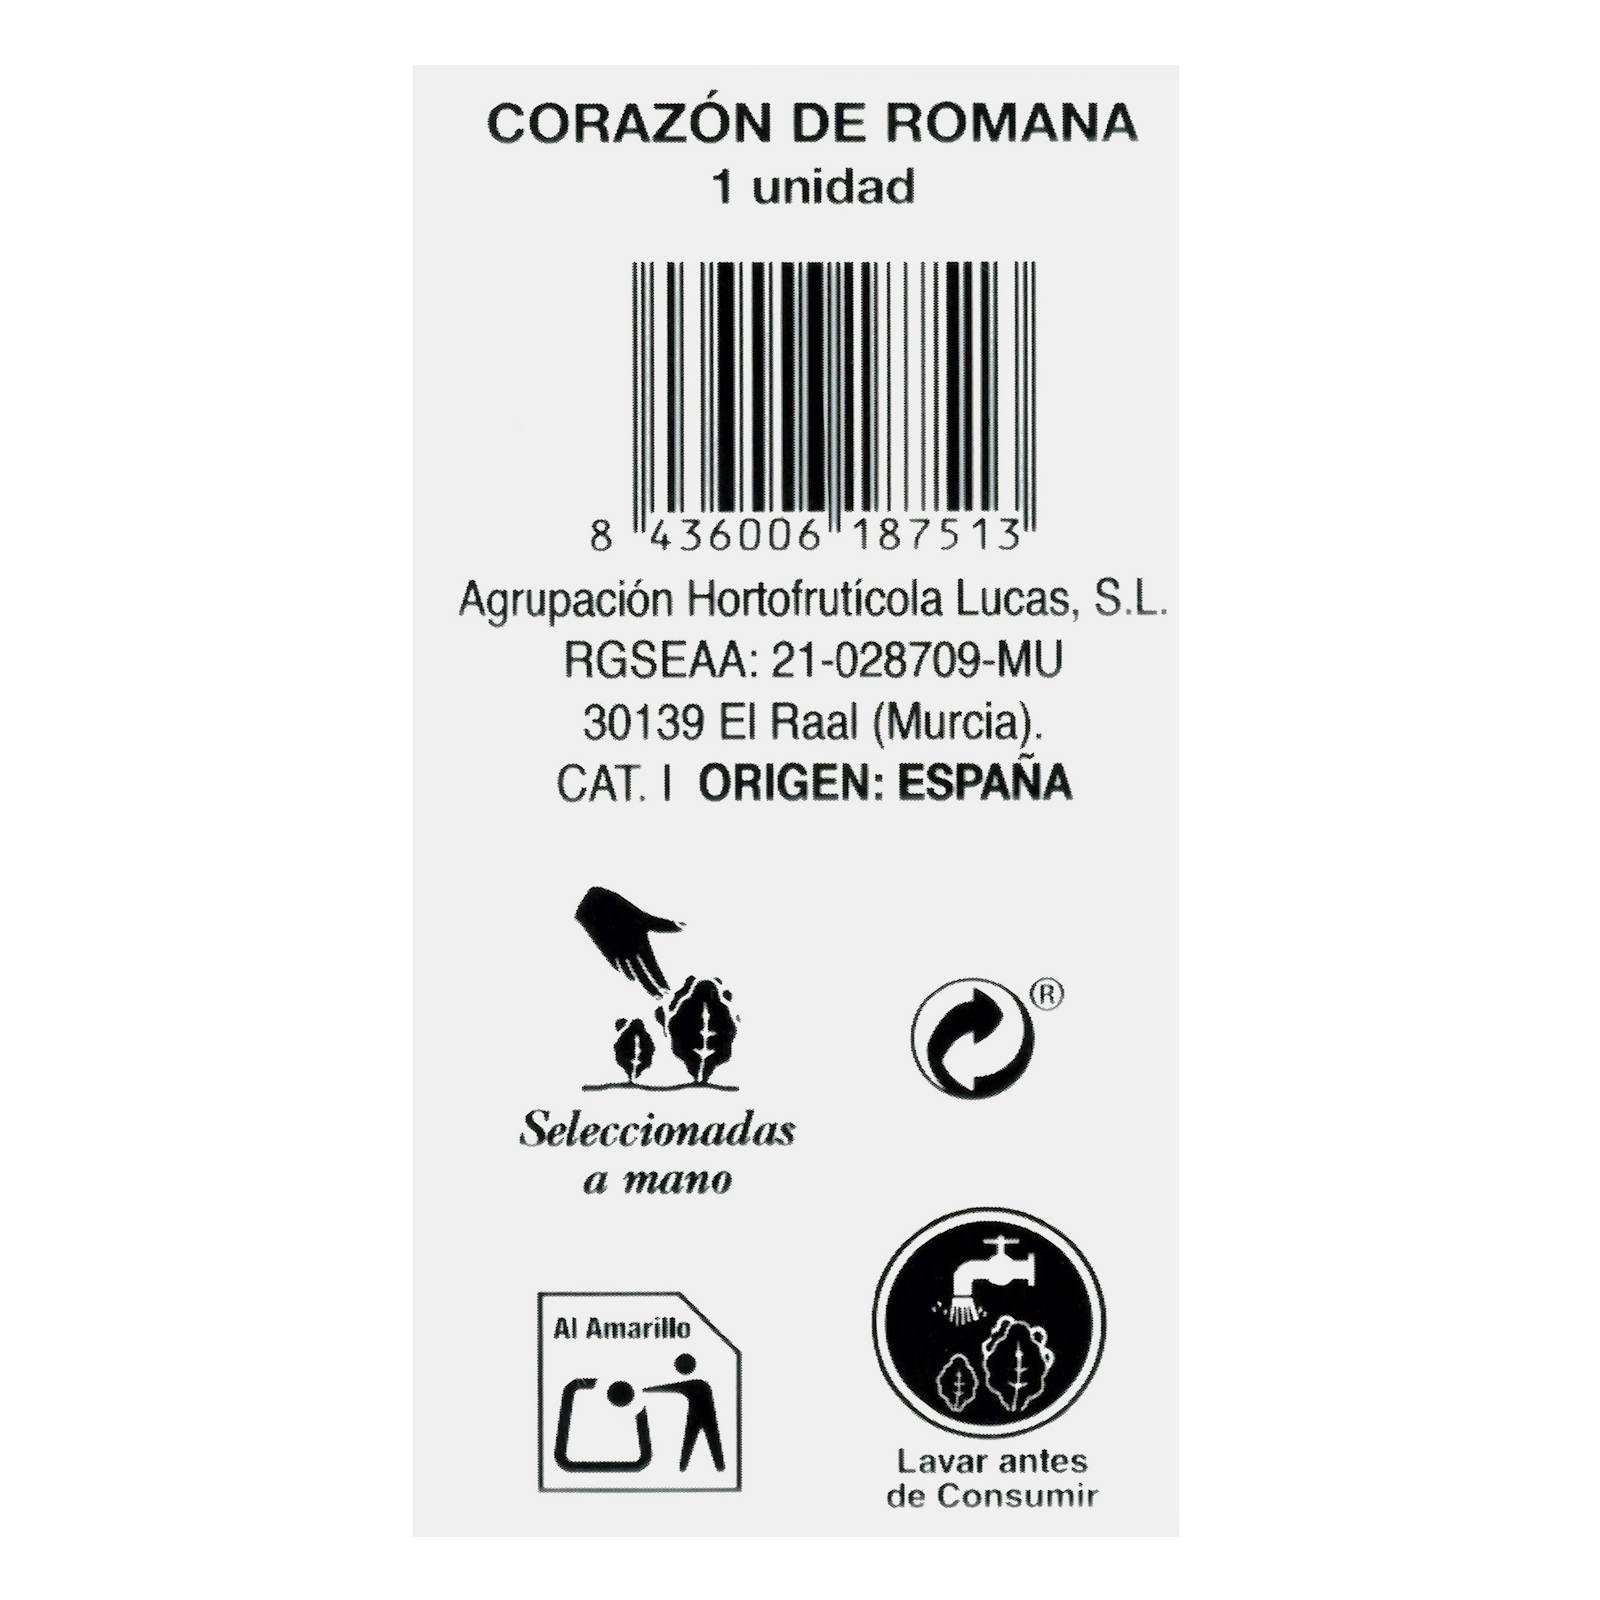 CORAZÓN DE ROMANA
1 unidad
8 436006 187513
Agrupación Hortofrutícola Lucas, S.L.
RGSEAA: 21-028709-MU
30139 El Raal (Murcia).
CAT. I ORIGEN: ESPAÑA
®
Seleccionadas
a mano
Al Amarillo
Lavar antes
de Consumir